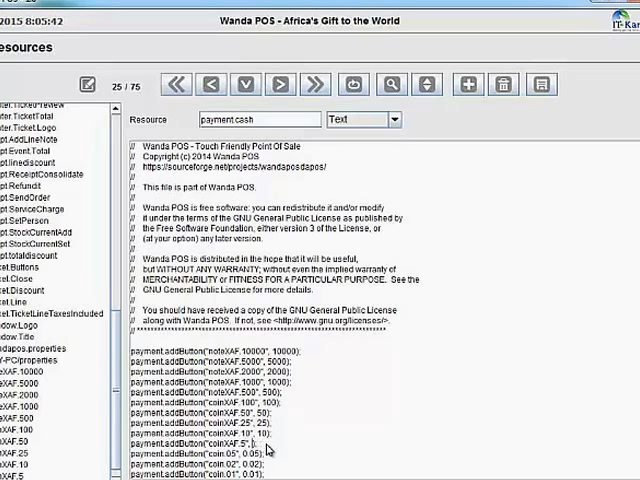 2015 8:05:42
Wanda POS - Africa's Gift to the World
esources
25 / 75
Resource
payment.cash
Text
ter.TicketTotal
ter.Ticket.Logo
pt.AddLineNote
pt.Event.Total
pt.linediscount
pt.ReceiptConsolidate
pt.Refundit
pt.SendOrder
pt.ServiceCharge
pt.SetPerson
pt.StockCurrentAdd
pt.StockCurrentSet
pt.totaldiscount
ket.Buttons
ket.Close
ket.Discount
ket.Line
ket.TicketLineTaxesIncluded
dow.Logo
dow.Title
adapos.properties
Y-PC/properties
eXAF.10000
eXAF.5000
eXAF.2000
eXAF.1000
eXAF.500
eXAF.100
eXAF.50
eXAF.25
eXAF.10
eXAF.5
// Wanda POS - Touch Friendly Point Of Sale
// Copyright (c) 2014 Wanda POS
// https://sourceforge.net/projects/wandaposdapos/
//
// This file is part of Wanda POS.
//
// Wanda POS is free software: you can redistribute it and/or modify
// it under the terms of the GNU General Public License as published by
// the Free Software Foundation, either version 3 of the License, or
// (at your option) any later version.
//
// Wanda POS is distributed in the hope that it will be useful,
// but WITHOUT ANY WARRANTY; without even the implied warranty of
// MERCHANTABILITY or FITNESS FOR A PARTICULAR PURPOSE. See the
// GNU General Public License for more details.
//
// You should have received a copy of the GNU General Public License
// along with Wanda POS. If not, see <http://www.gnu.org/licenses/>.
payment.addButton("noteXAF.10000", 10000);
payment.addButton("noteXAF.5000", 5000);
payment.addButton("noteXAF.2000", 2000);
payment.addButton("noteXAF.1000", 1000);
payment.addButton("noteXAF.500", 500);
payment.addButton("coinXAF.100", 100);
payment.addButton("coinXAF.50", 50);
payment.addButton("coinXAF.25", 25);
payment.addButton("coinXAF.10", 10);
payment.addButton("coinXAF.5", );
payment.addButton("coin.05", 0.05);
payment.addButton("coin.02", 0.02);
payment.addButton("coin.01", 0.01);